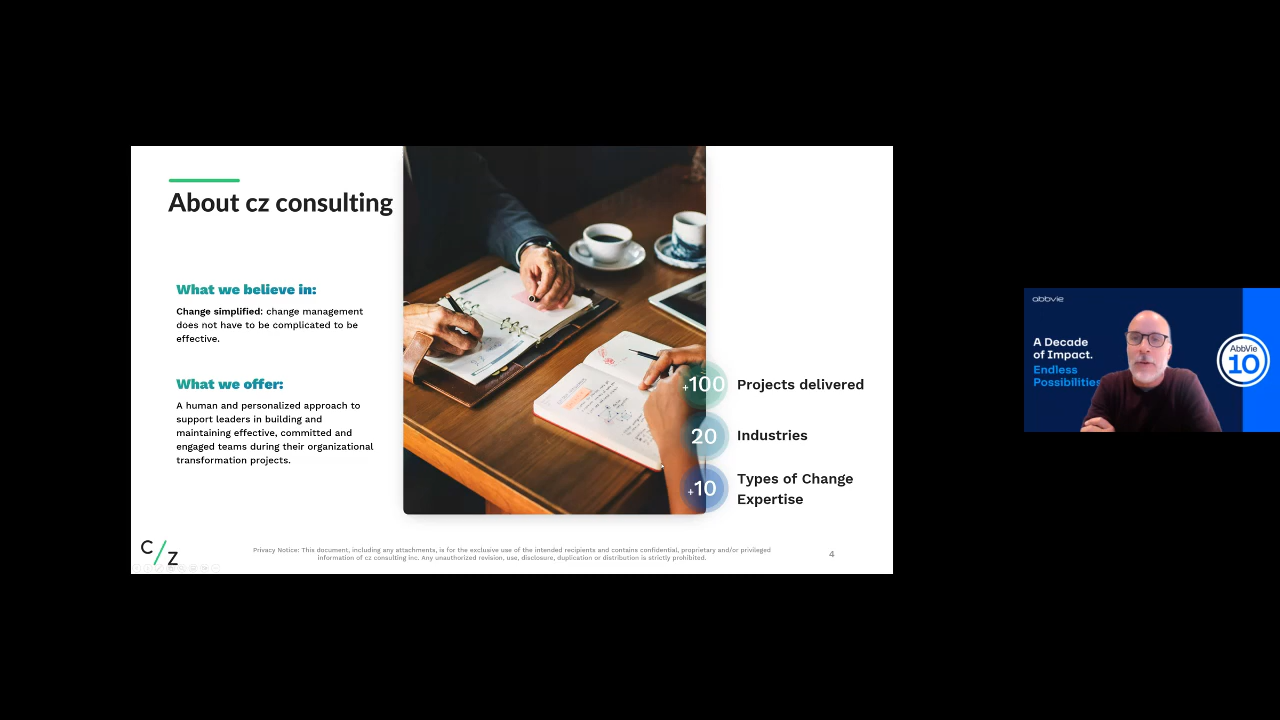 About cz consulting
What we believe in:
Change simplified: change management
does not have to be complicated to be
effective.
What we offer:
A human and personalized approach to
support leaders in building and
maintaining effective, committed and
engaged teams during their organizational
transformation projects.
+100 Projects delivered
20 Industries
+10 Types of Change
Expertise
C/Z
Privacy Notice: This document, including any attachments, is for the exclusive use of the intended recipients and contains confidential, proprietary and/or privileged
information of cz consulting inc. Any unauthorized revision, use, disclosure, duplication or distribution is strictly prohibited.
4
abbvie
A Decade
of Impact.
Endless
Possibilities
AbbVie
10